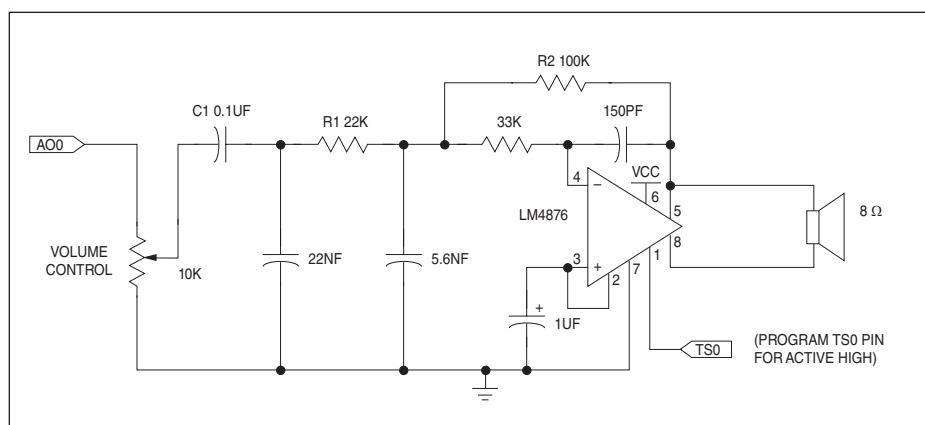 R2 100K
C1 0.1UF
150PF
R1 22K
33K
AO0
VCC
4
−
6
LM4876
5
8 Ω
VOLUME
CONTROL
10K
22NF
5.6NF
8
3
+
2
7
1
+
1UF
TS0
(PROGRAM TS0 PIN
FOR ACTIVE HIGH)